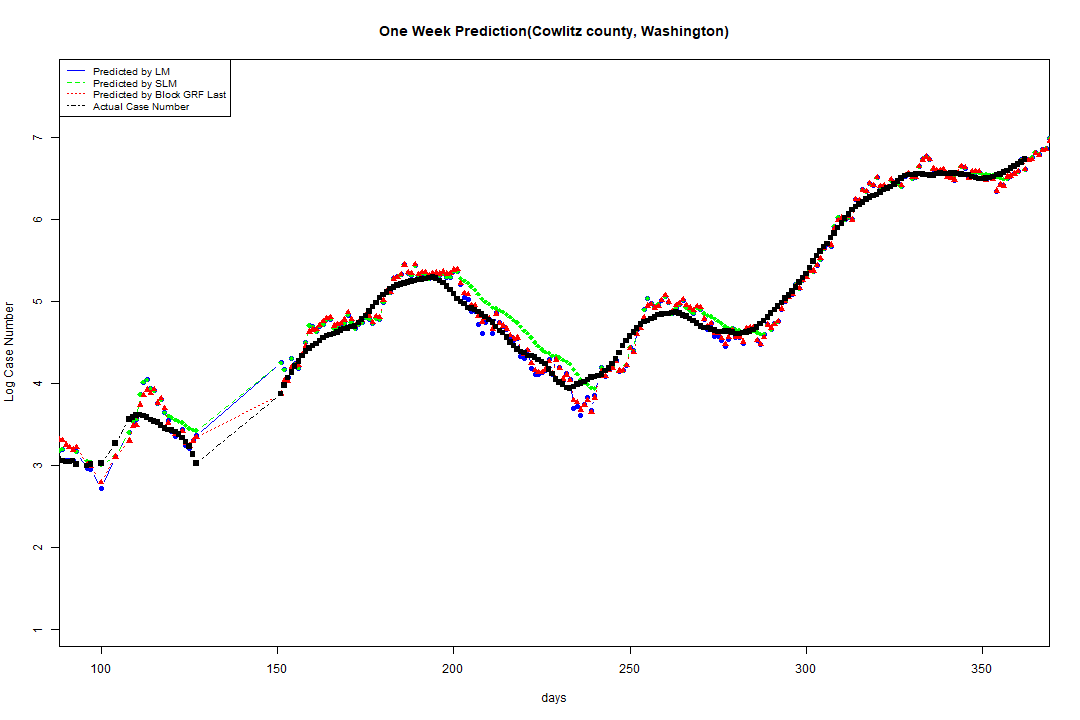 One Week Prediction(Cowlitz county, Washington)
Predicted by LM
Predicted by SLM
Predicted by Block GRF Last
Actual Case Number
7
6
5
4
3
2
1
Log Case Number
100 150 200 250 300 350
days